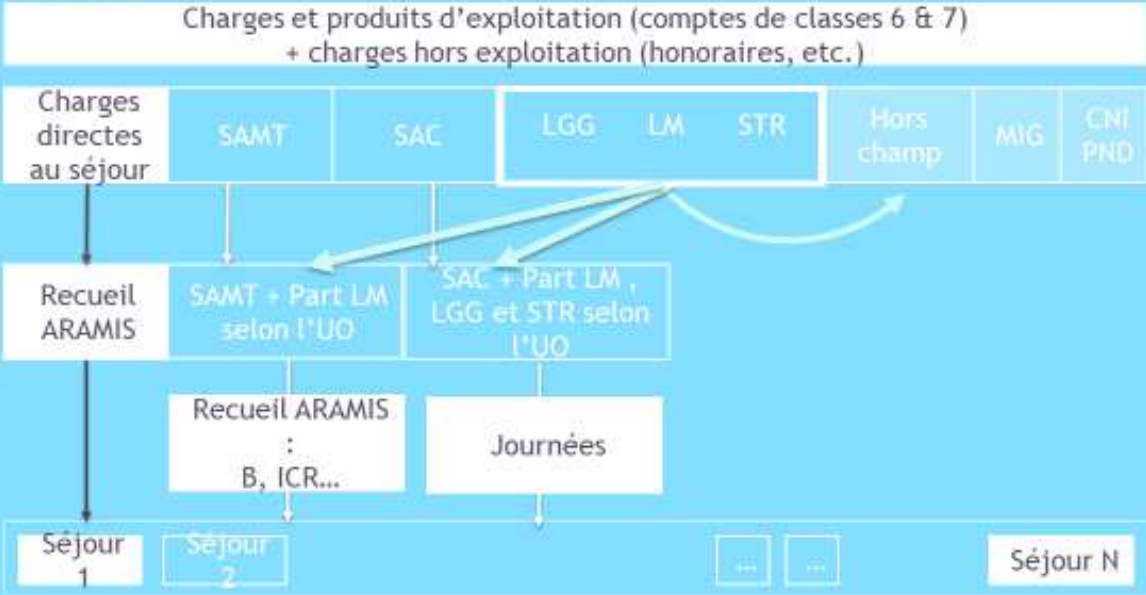 Charges et produits d'exploitation (comptes de classes 6 & 7)
+ charges hors exploitation (honoraires, etc.)
Charges
directes
au séjour
SAMT
SAC
LGG LM STR
Hors
champ
MIG
CNI
PND
Recueil
ARAMIS
SAMT + Part LM
selon l'UO
SAC + Part LM ,
LGG et STR selon
l'UO
Recueil ARAMIS
:
B, ICR...
Journées
Séjour
1
Séjour
2
...
...
Séjour N